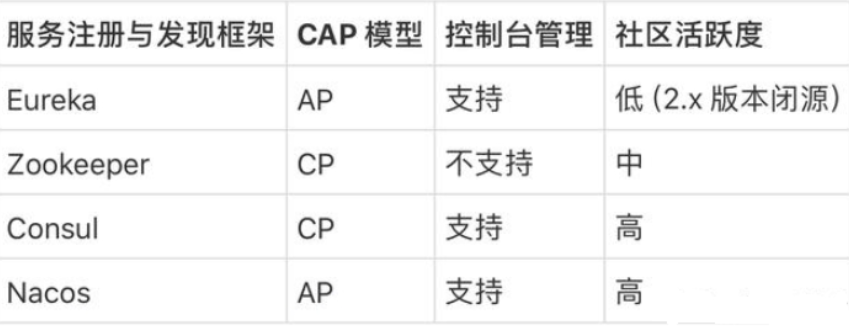 服务注册与发现框架 CAP 模型 控制台管理 社区活跃度
Eureka AP 支持 低 (2.x 版本闭源)
Zookeeper CP 不支持 中
Consul CP 支持 高
Nacos AP 支持 高